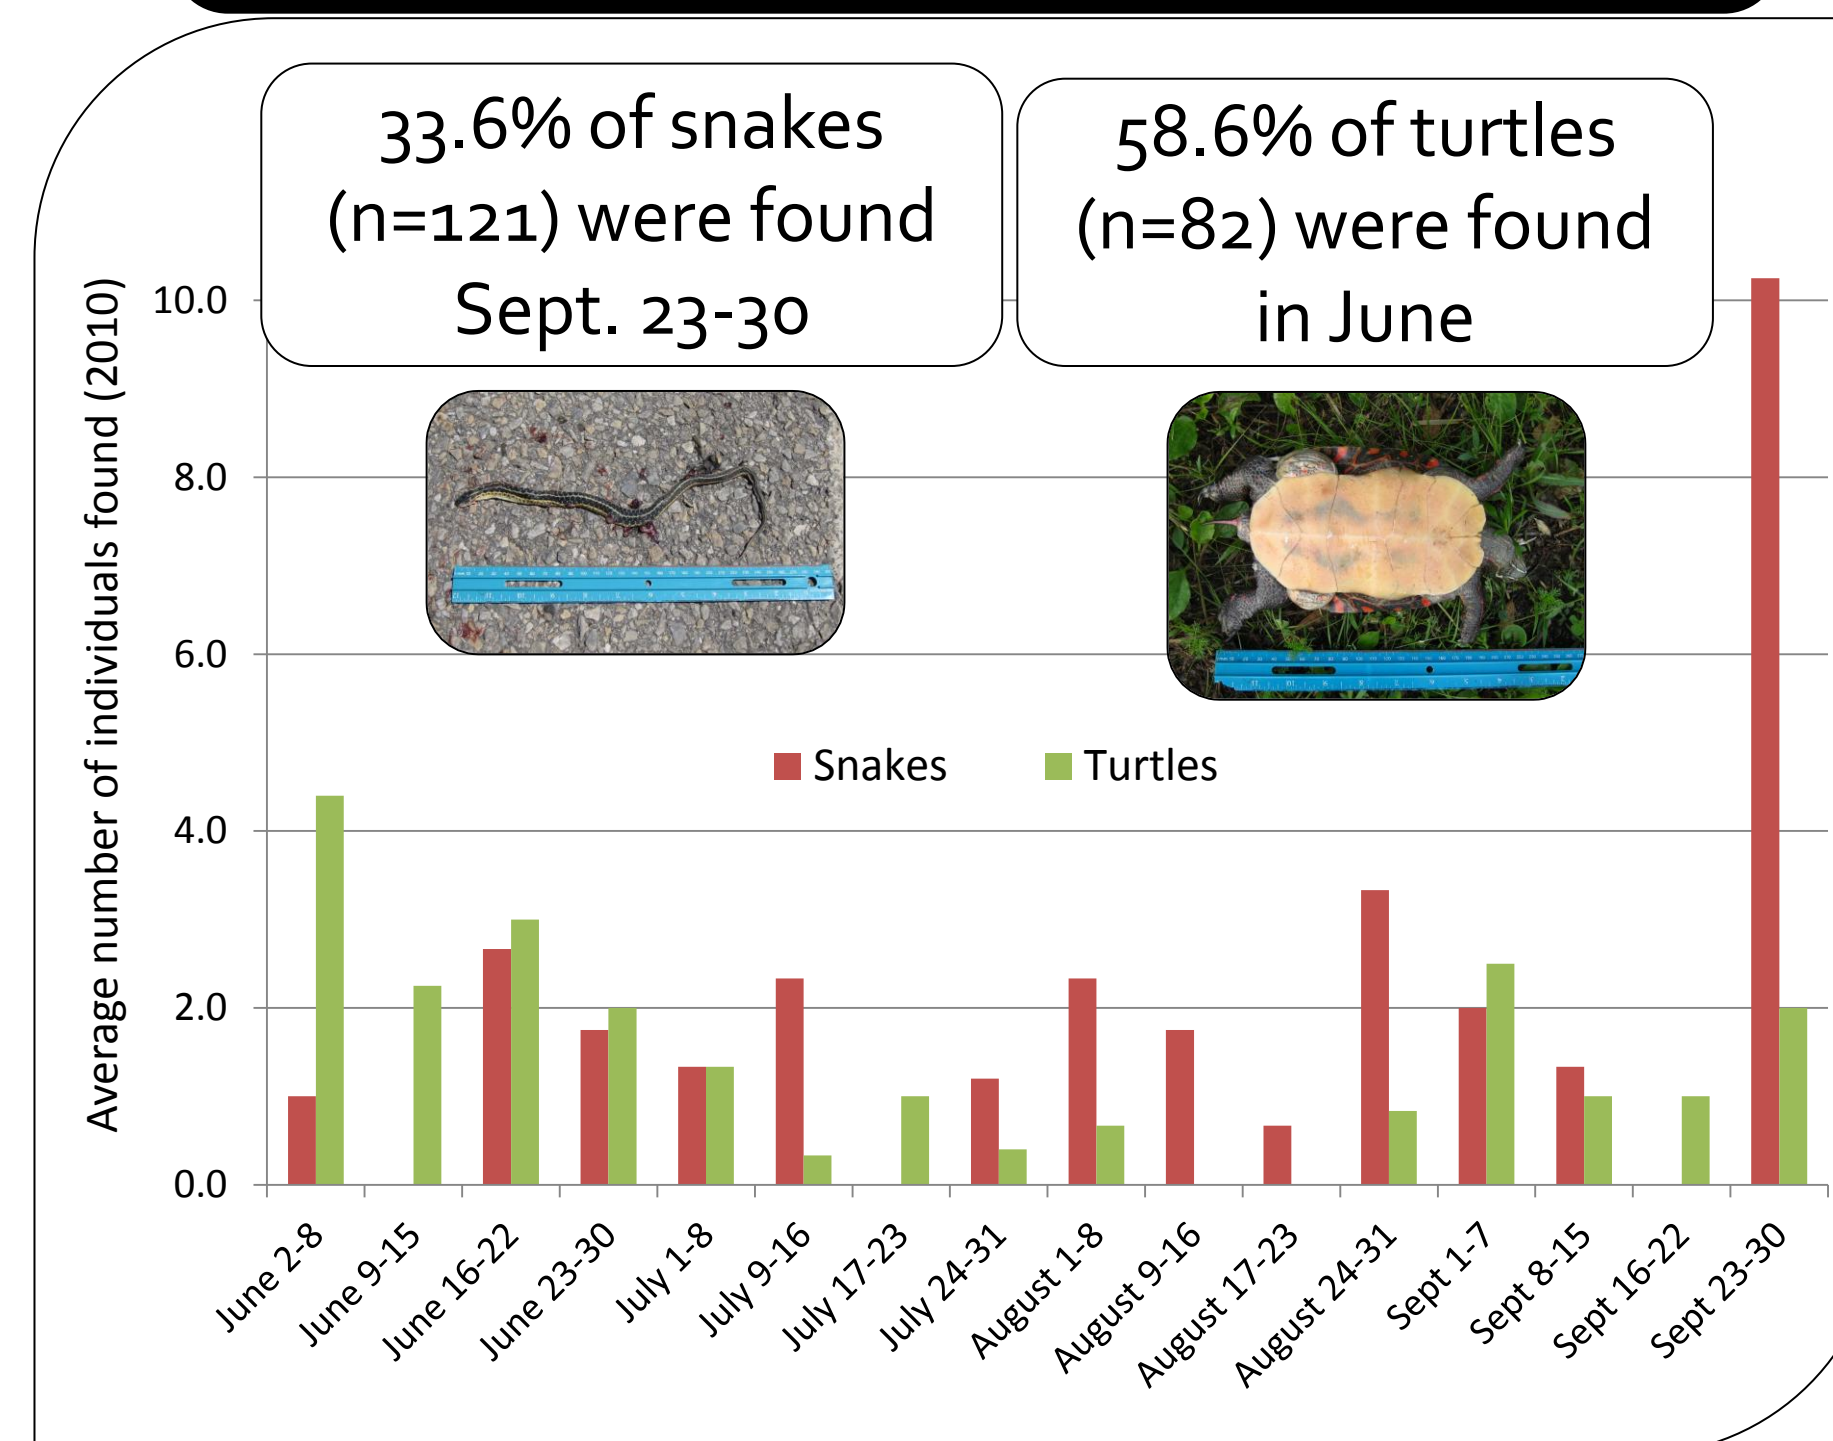 33.6% of snakes
(n=121) were found
Sept. 23-30
58.6% of turtles
(n=82) were found
in June
Average number of individuals found (2010)
10.0
8.0
6.0
4.0
2.0
0.0
Snakes
Turtles
June 2-8
June 9-15
June 16-22
June 23-30
July 1-8
July 9-16
July 17-23
July 24-31
August 1-8
August 9-16
August 17-23
August 24-31
Sept 1-7
Sept 8-15
Sept 16-22
Sept 23-30